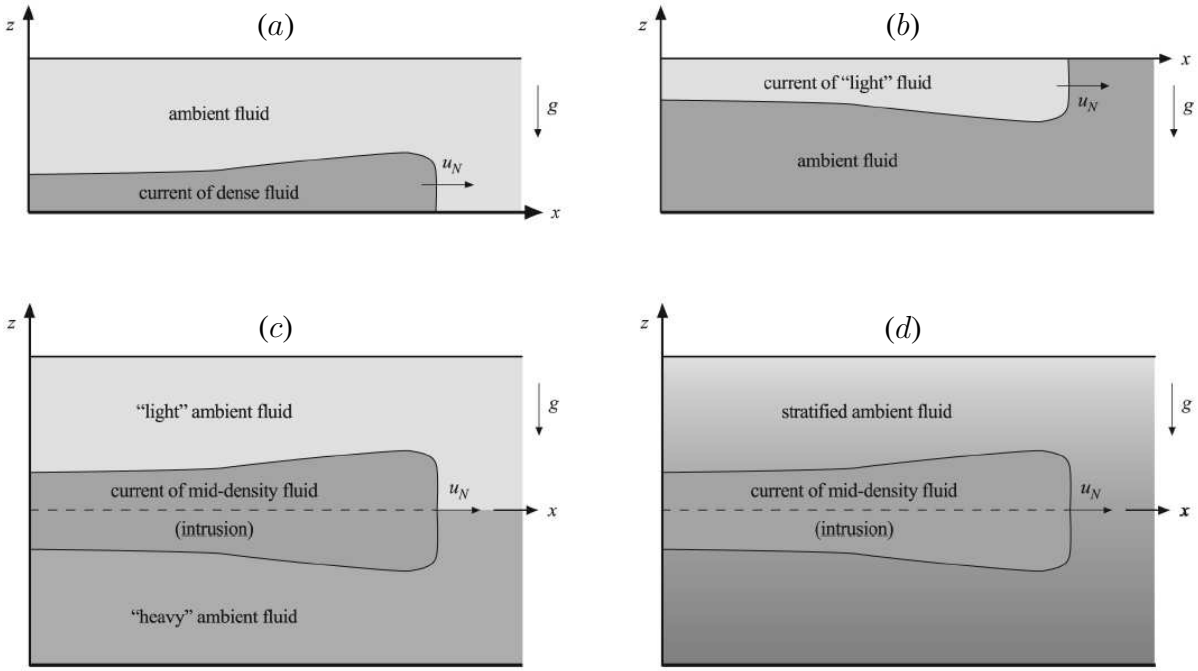 z
(a)
ambient fluid
g
u_N
current of dense fluid
x
z
(b)
x
current of “light” fluid
u_N
g
ambient fluid
z
(c)
“light” ambient fluid
g
current of mid-density fluid
u_N
x
(intrusion)
“heavy” ambient fluid
z
(d)
stratified ambient fluid
g
current of mid-density fluid
u_N
x
(intrusion)